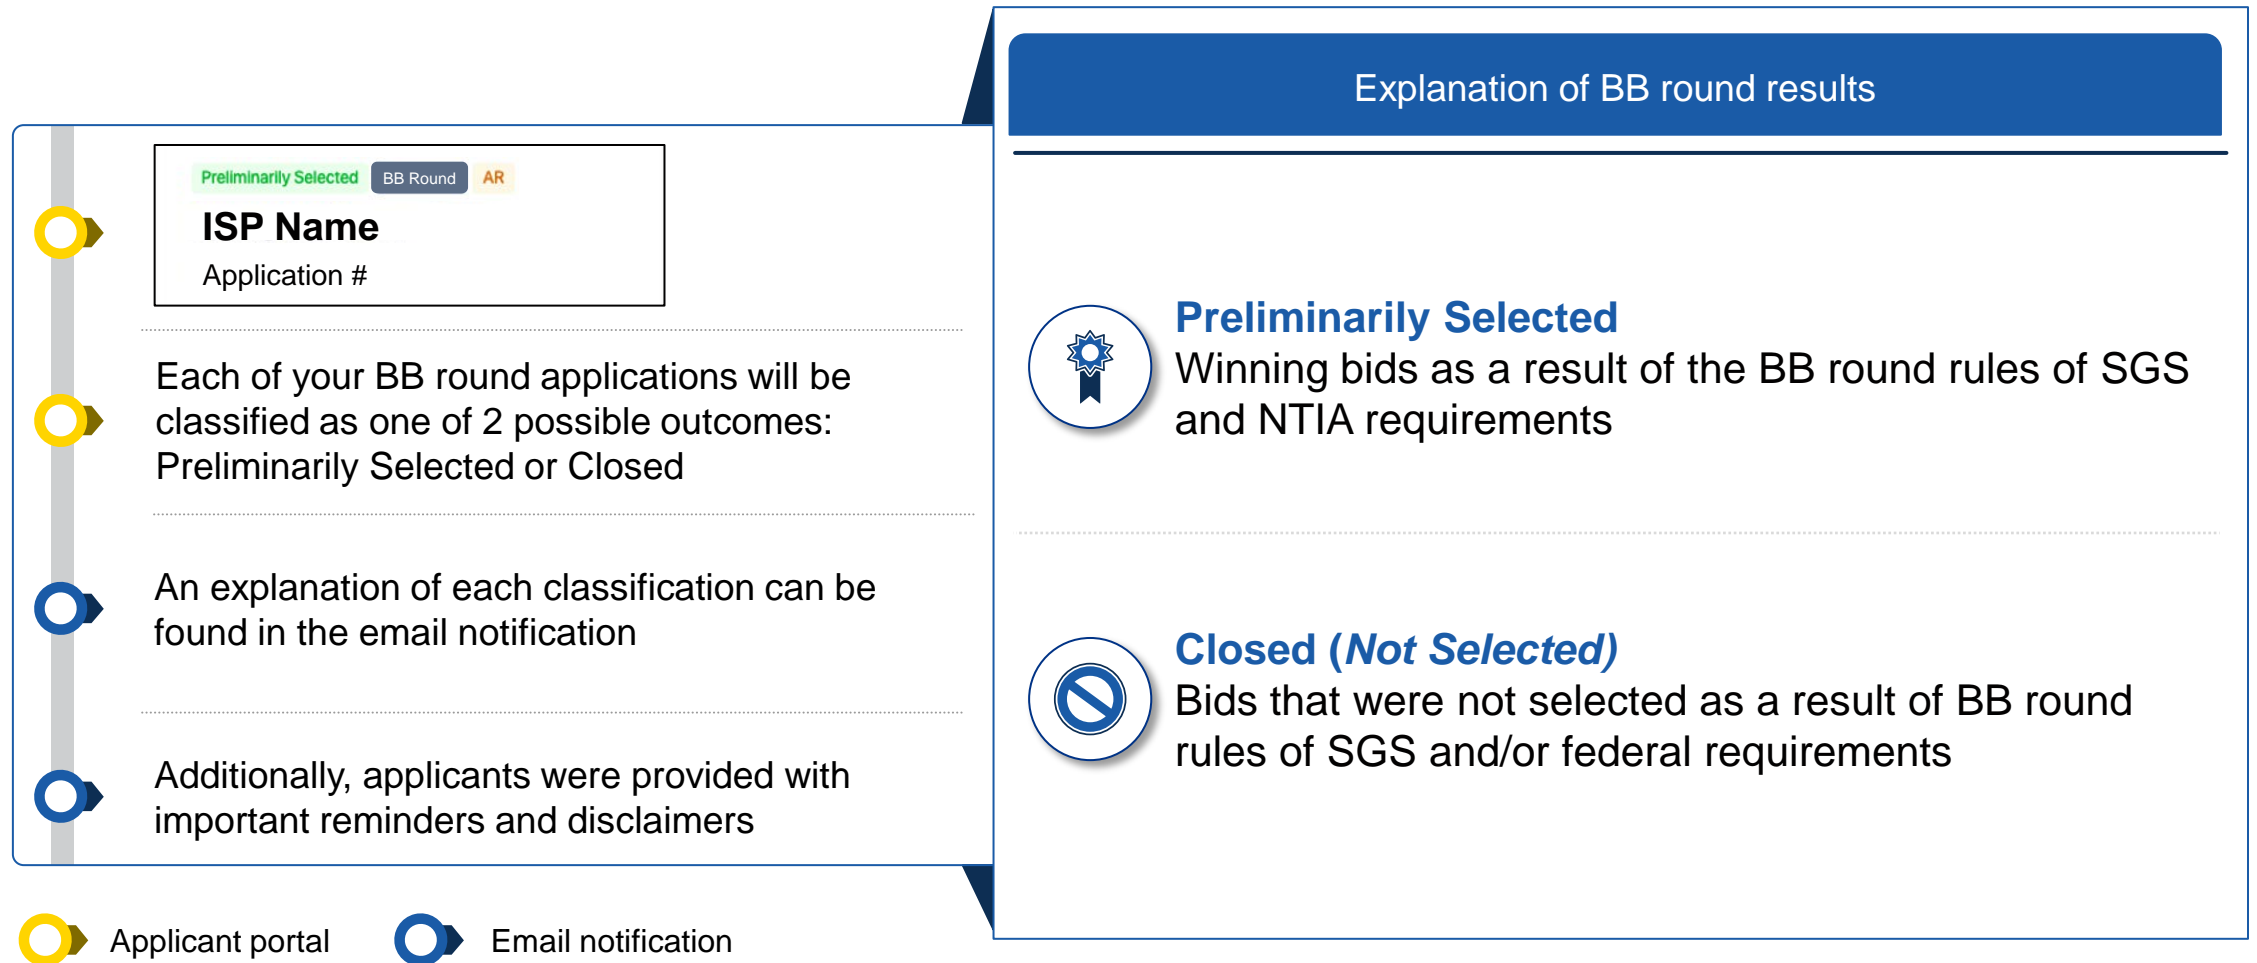 Preliminarily Selected BB Round AR
ISP Name
Application #
Each of your BB round applications will be
classified as one of 2 possible outcomes:
Preliminarily Selected or Closed
An explanation of each classification can be
found in the email notification
Additionally, applicants were provided with
important reminders and disclaimers
Applicant portal
Email notification
Explanation of BB round results
Preliminarily Selected
Winning bids as a result of the BB round rules of SGS
and NTIA requirements
Closed (Not Selected)
Bids that were not selected as a result of BB round
rules of SGS and/or federal requirements